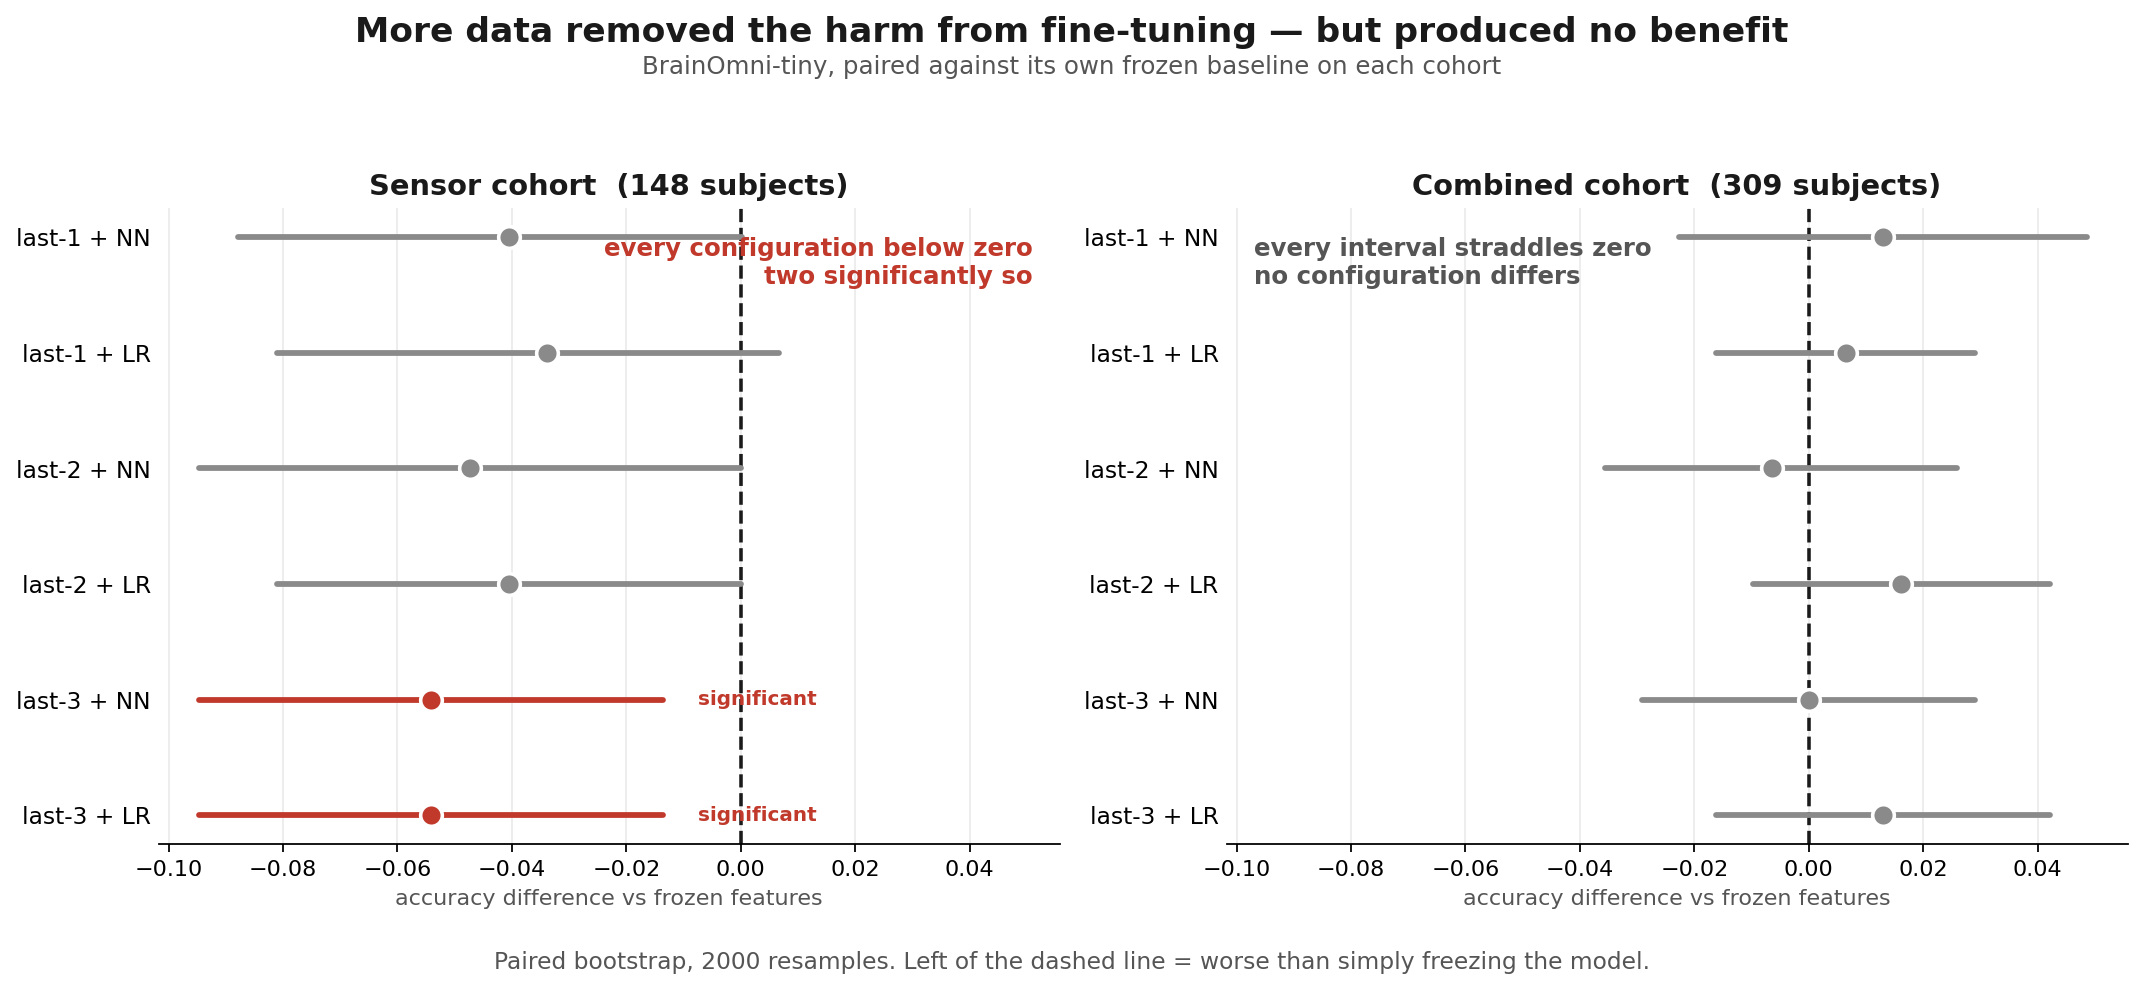 More data removed the harm from fine-tuning — but produced no benefit
BrainOmni-tiny, paired against its own frozen baseline on each cohort
Sensor cohort  (148 subjects)
last-1 + NN
every configuration below zero
two significantly so
last-1 + LR
last-2 + NN
last-2 + LR
last-3 + NN
significant
last-3 + LR
significant
−0.10 −0.08 −0.06 −0.04 −0.02 0.00 0.02 0.04
accuracy difference vs frozen features
Combined cohort  (309 subjects)
last-1 + NN
every interval straddles zero
no configuration differs
last-1 + LR
last-2 + NN
last-2 + LR
last-3 + NN
last-3 + LR
−0.10 −0.08 −0.06 −0.04 −0.02 0.00 0.02 0.04
accuracy difference vs frozen features
Paired bootstrap, 2000 resamples. Left of the dashed line = worse than simply freezing the model.